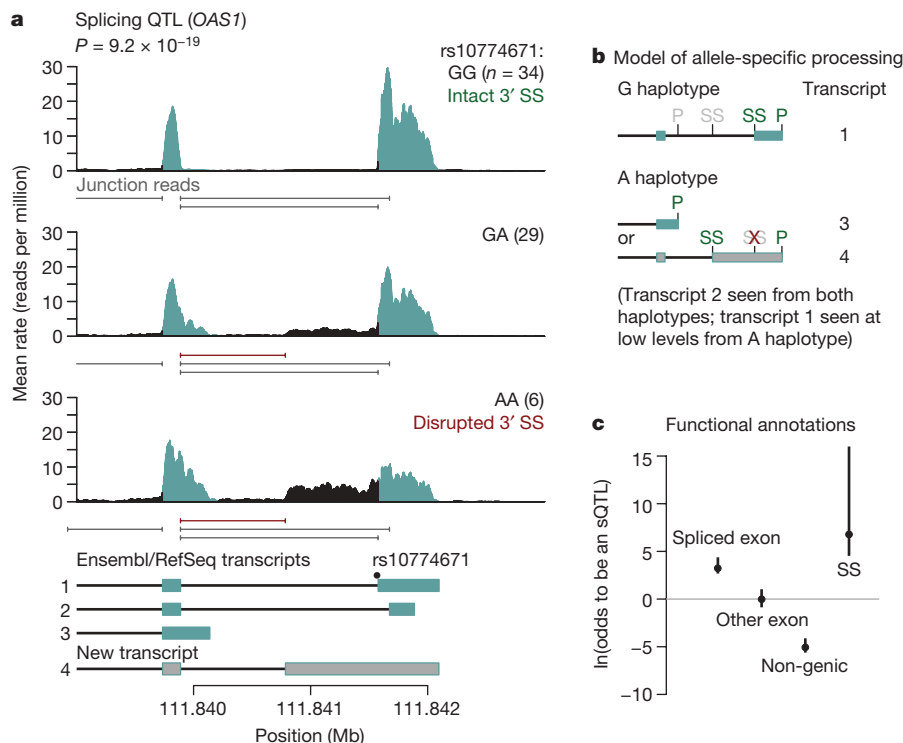 a
Splicing QTL (OAS1)
P = 9.2 × 10⁻¹⁹
rs10774671:
GG (n = 34)
Intact 3′ SS
30
20
10
0
Junction reads
Mean rate (reads per million)
GA (29)
30
20
10
0
AA (6)
Disrupted 3′ SS
30
20
10
0
Ensembl/RefSeq transcripts
rs10774671
1
2
3
New transcript
4
111.840 111.841 111.842
Position (Mb)
b Model of allele-specific processing
G haplotype Transcript
P SS SS P
1
A haplotype
P
3
or
SS SS P
4
(Transcript 2 seen from both
haplotypes; transcript 1 seen at
low levels from A haplotype)
c Functional annotations
ln(odds to be an sQTL)
15
10
5
0
−5
−10
Spliced exon
Other exon
Non-genic
SS